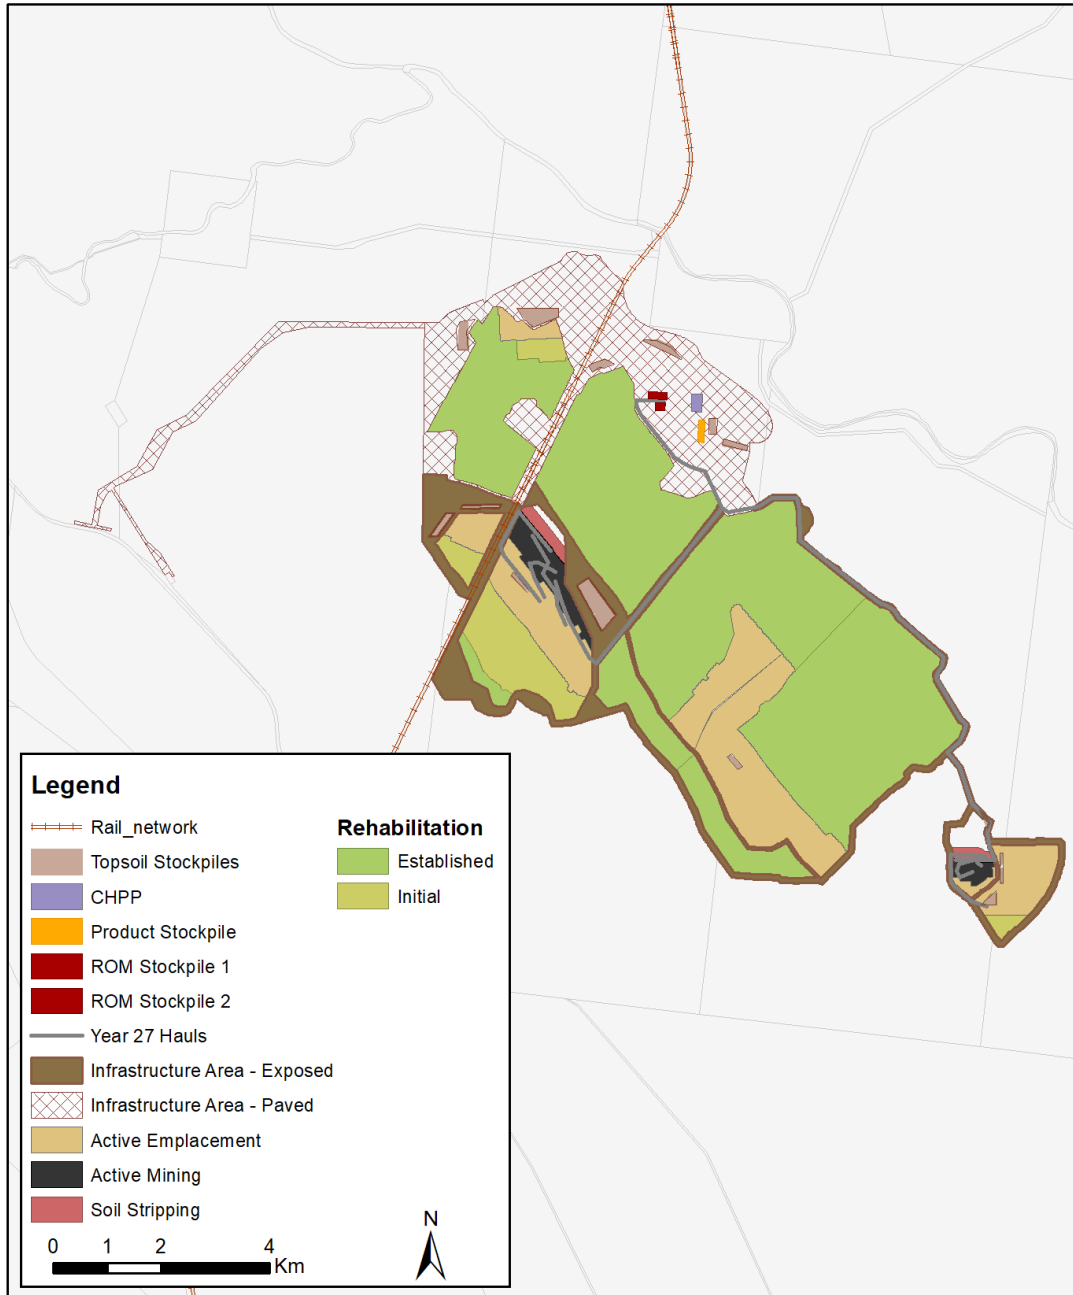 Legend
Rail_network
Topsoil Stockpiles
CHPP
Product Stockpile
ROM Stockpile 1
ROM Stockpile 2
Year 27 Hauls
Infrastructure Area - Exposed
Infrastructure Area - Paved
Active Emplacement
Active Mining
Soil Stripping
Rehabilitation
Established
Initial
0 1 2 4
Km
N